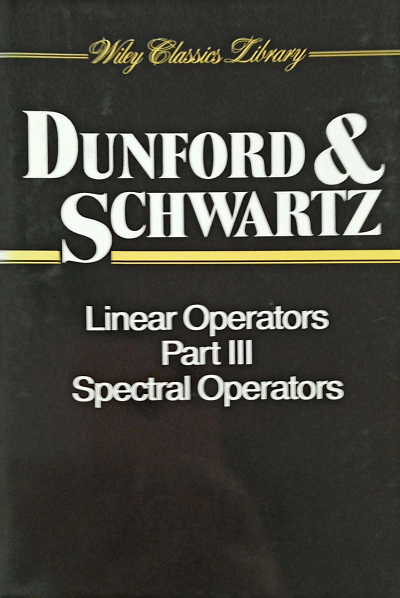 Wiley Classics Library
DUNFORD &
SCHWARTZ
Linear Operators
Part III
Spectral Operators